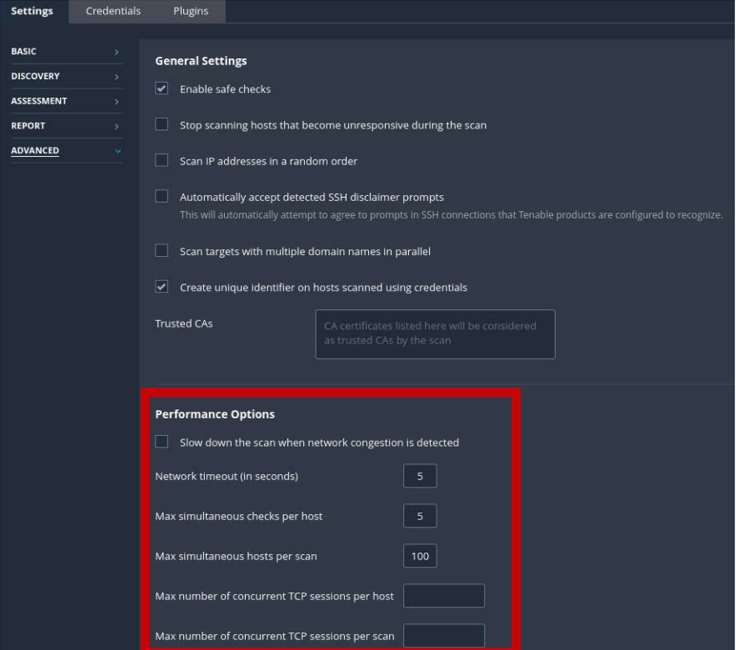 Settings
Credentials
Plugins
BASIC
DISCOVERY
ASSESSMENT
REPORT
ADVANCED
General Settings
Enable safe checks
Stop scanning hosts that become unresponsive during the scan
Scan IP addresses in a random order
Automatically accept detected SSH disclaimer prompts
This will automatically attempt to agree to prompts in SSH connections that Tenable products are configured to recognize.
Scan targets with multiple domain names in parallel
Create unique identifier on hosts scanned using credentials
Trusted CAs
CA certificates listed here will be considered
as trusted CAs by the scan
Performance Options
Slow down the scan when network congestion is detected
Network timeout (in seconds) 5
Max simultaneous checks per host 5
Max simultaneous hosts per scan 100
Max number of concurrent TCP sessions per host
Max number of concurrent TCP sessions per scan